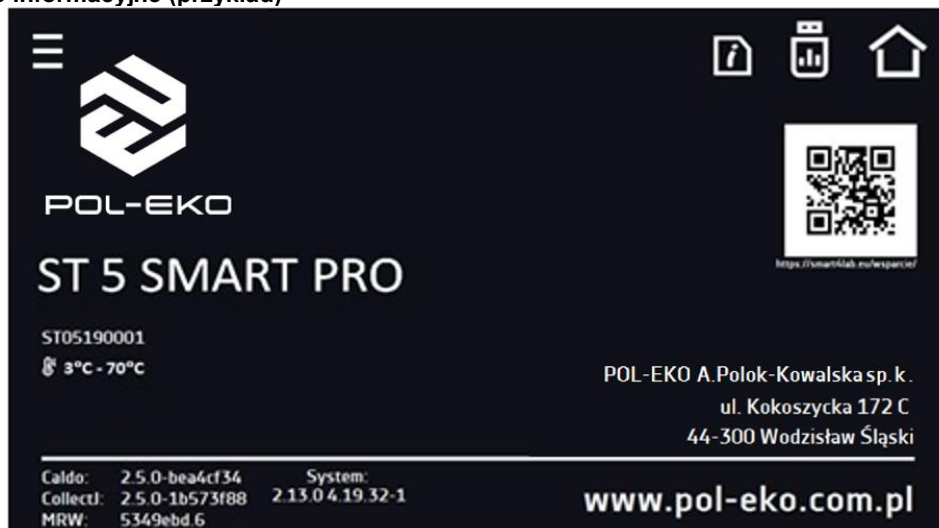 informacyjne (przykład)
POL-EKO
https://smart4lab.eu/wsparcie/
ST 5 SMART PRO
ST05190001
3°C - 70°C
POL-EKO A.Polok-Kowalska sp.k.
ul. Kokoszycka 172 C
44-300 Wodzisław Śląski
Caldo: 2.5.0-bea4cf34 System:
CollectJ: 2.5.0-1b573f88 2.13.0 4.19.32-1
MRW: 5349ebd.6
www.pol-eko.com.pl